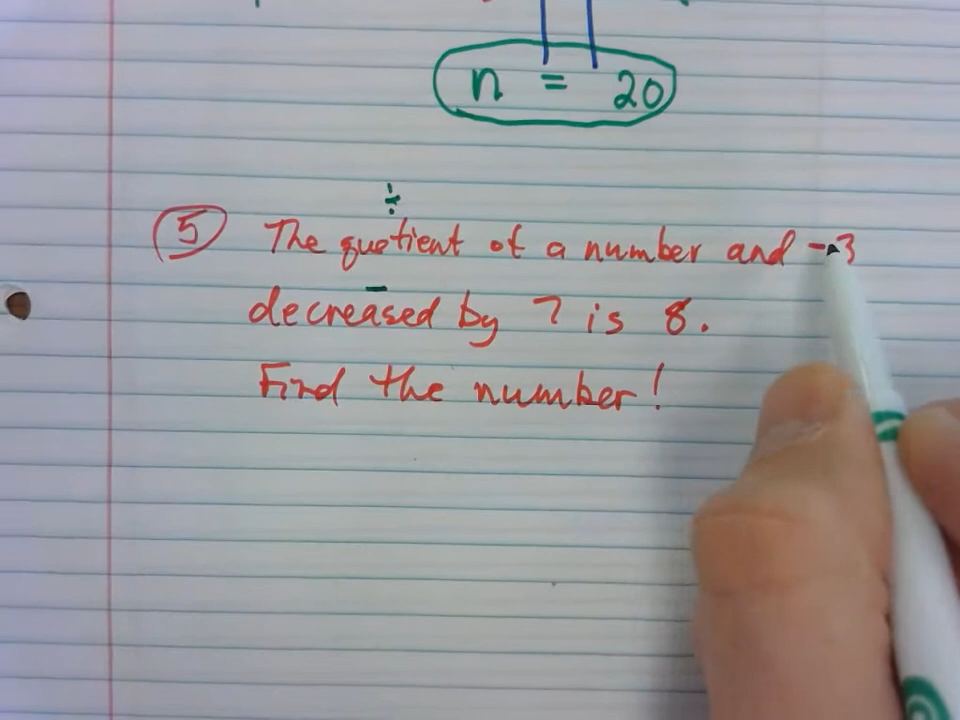 n = 20
÷
⑤ The quotient of a number and -3
-
decreased by 7 is 8.
Find the number!